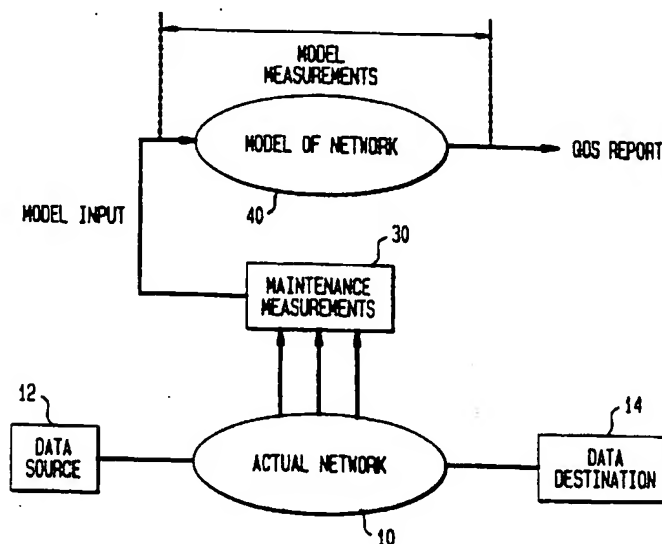 MODEL
MEASUREMENTS
MODEL OF NETWORK
QOS REPORT
40
MODEL INPUT
30
MAINTENANCE
MEASUREMENTS
12
DATA
SOURCE
ACTUAL NETWORK
14
DATA
DESTINATION
10